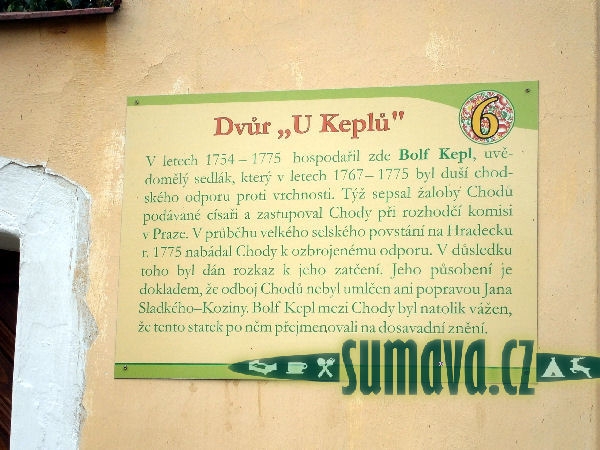 6
Dvůr „U Keplů"
V letech 1754 – 1775 hospodařil zde Bolf Kepl, uvě-
domělý sedlák, který v letech 1767– 1775 byl duší chod-
ského odporu proti vrchnosti. Týž sepsal žaloby Chodů
podávané císaři a zastupoval Chody při rozhodčí komisi
v Praze. V průběhu velkého selského povstání na Hradecku
r. 1775 nabádal Chody k ozbrojenému odporu. V důsledku
toho byl dán rozkaz k jeho zatčení. Jeho působení je
dokladem, že odboj Chodů nebyl umlčen ani popravou Jana
Sladkého–Koziny. Bolf Kepl mezi Chody byl natolik vážen,
že tento statek po něm přejmenovali na dosavadní znění.
sumava.cz